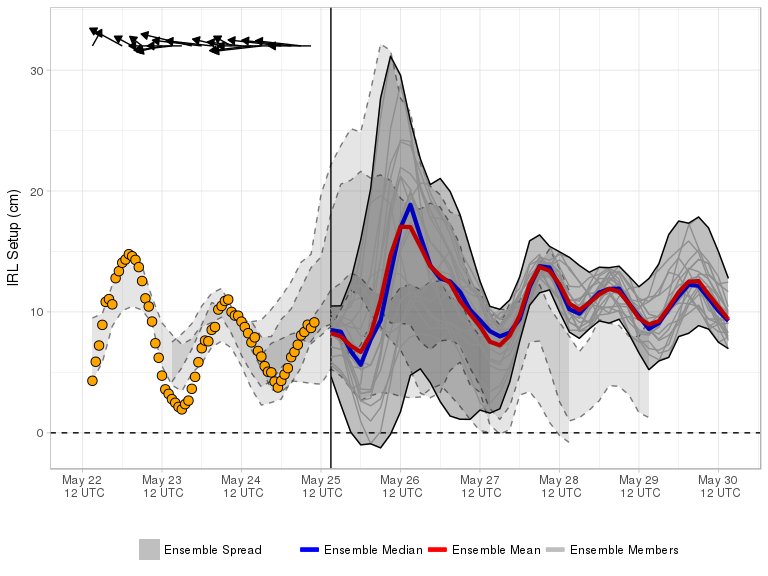 IRL Setup (cm)
30
20
10
0
May 22 May 23 May 24 May 25 May 26 May 27 May 28 May 29 May 30
12 UTC 12 UTC 12 UTC 12 UTC 12 UTC 12 UTC 12 UTC 12 UTC 12 UTC
Ensemble Spread Ensemble Median Ensemble Mean Ensemble Members